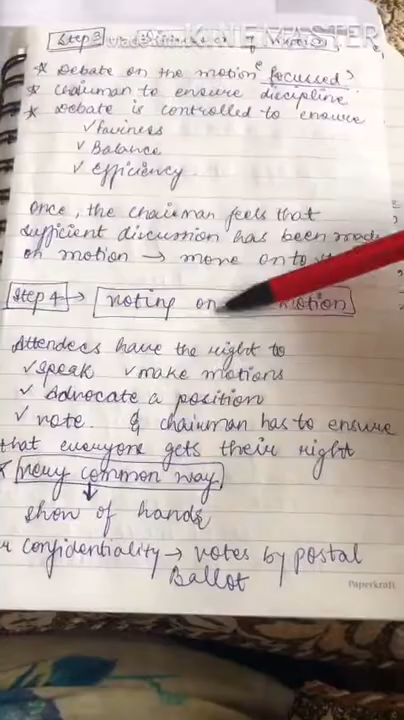 Step 3
KINEMASTER
* Debate on the motion (focussed)
* Chairman to ensure discipline
* Debate is controlled to ensure
✓ Fairness
✓ Balance
✓ Efficiency
Once, the chairman feels that
sufficient discussion has been made
on motion → move onto
Step 4 → Voting on motion
Attendees have the right to
✓ speak ✓ make motions
✓ Advocate a position
✓ vote. & chairman has to ensure
that everyone gets their right
* very common way
↓
show of hands
confidentiality → votes by postal
Ballot
Paperkraft